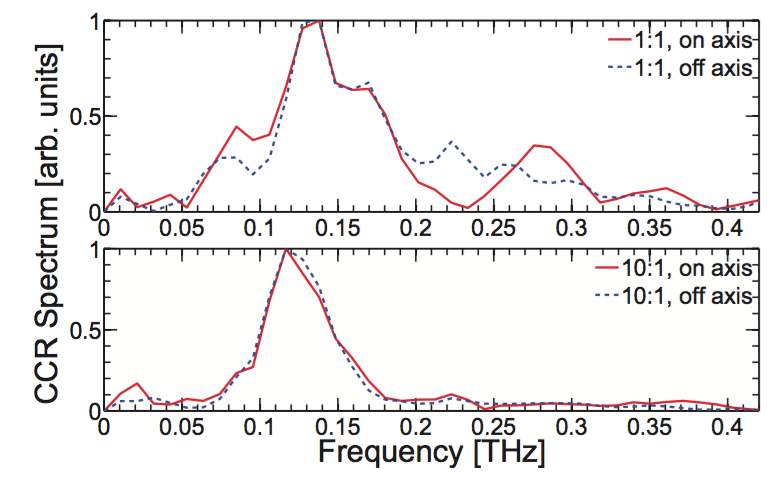 CCR Spectrum [arb. units]
1
0.5
0
1:1, on axis
1:1, off axis
0 0.05 0.1 0.15 0.2 0.25 0.3 0.35 0.4
1
0.5
0
10:1, on axis
10:1, off axis
0 0.05 0.1 0.15 0.2 0.25 0.3 0.35 0.4
Frequency [THz]